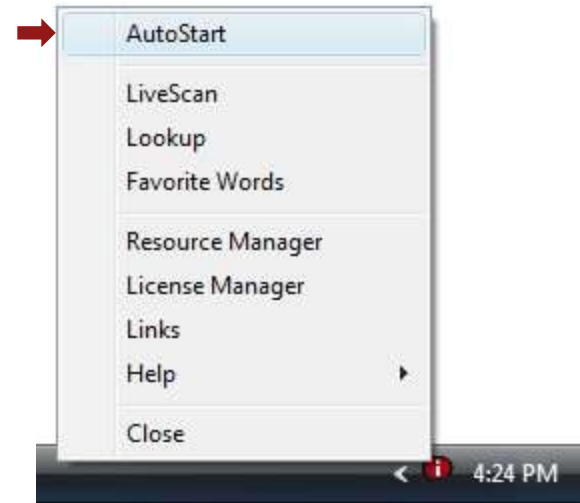 AutoStart
LiveScan
Lookup
Favorite Words
Resource Manager
License Manager
Links
Help
Close
i 4:24 PM